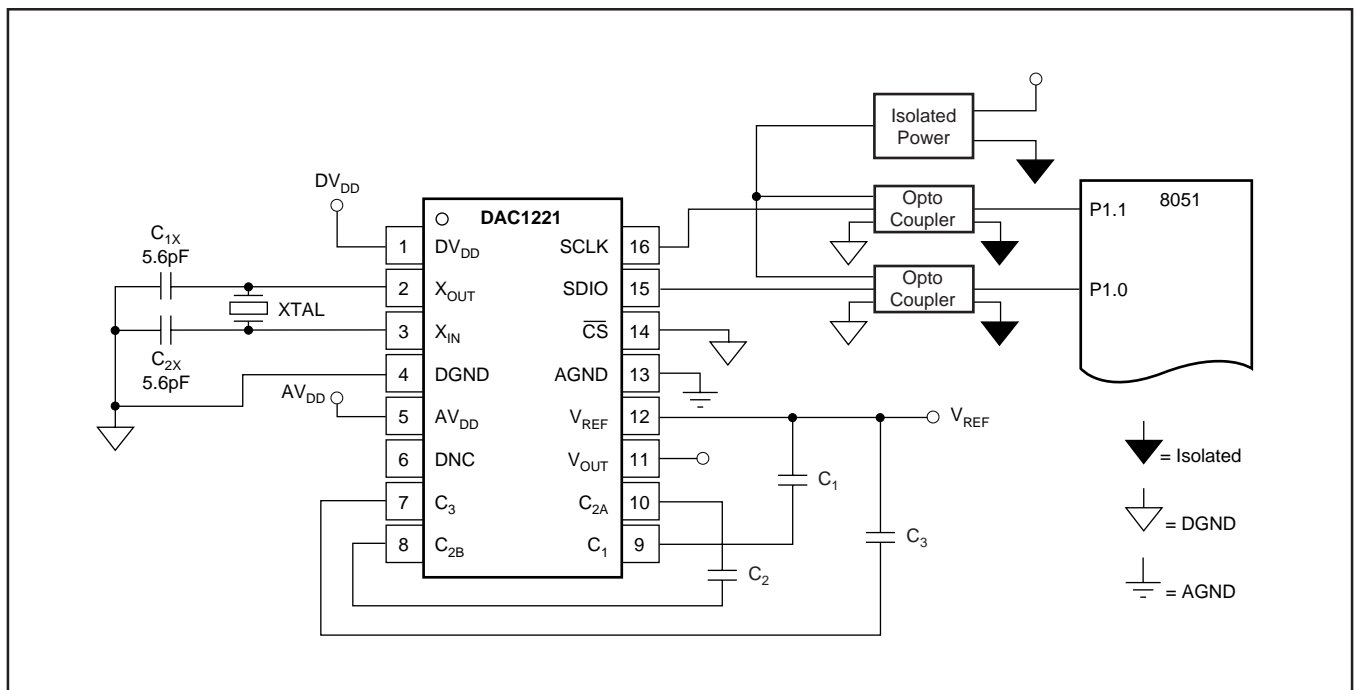 Isolated
Power
DV_DD
Opto
Coupler
8051
P1.1
DAC1221
C_1X
5.6pF
1
DV_DD
SCLK
16
2
X_OUT
SDIO
15
Opto
Coupler
P1.0
XTAL
3
X_IN
C̅S̅
14
C_2X
5.6pF
4
DGND
AGND
13
AV_DD
5
AV_DD
V_REF
12
V_REF
6
DNC
V_OUT
11
C_1
= Isolated
7
C_3
C_2A
10
= DGND
8
C_2B
C_1
9
C_3
C_2
= AGND